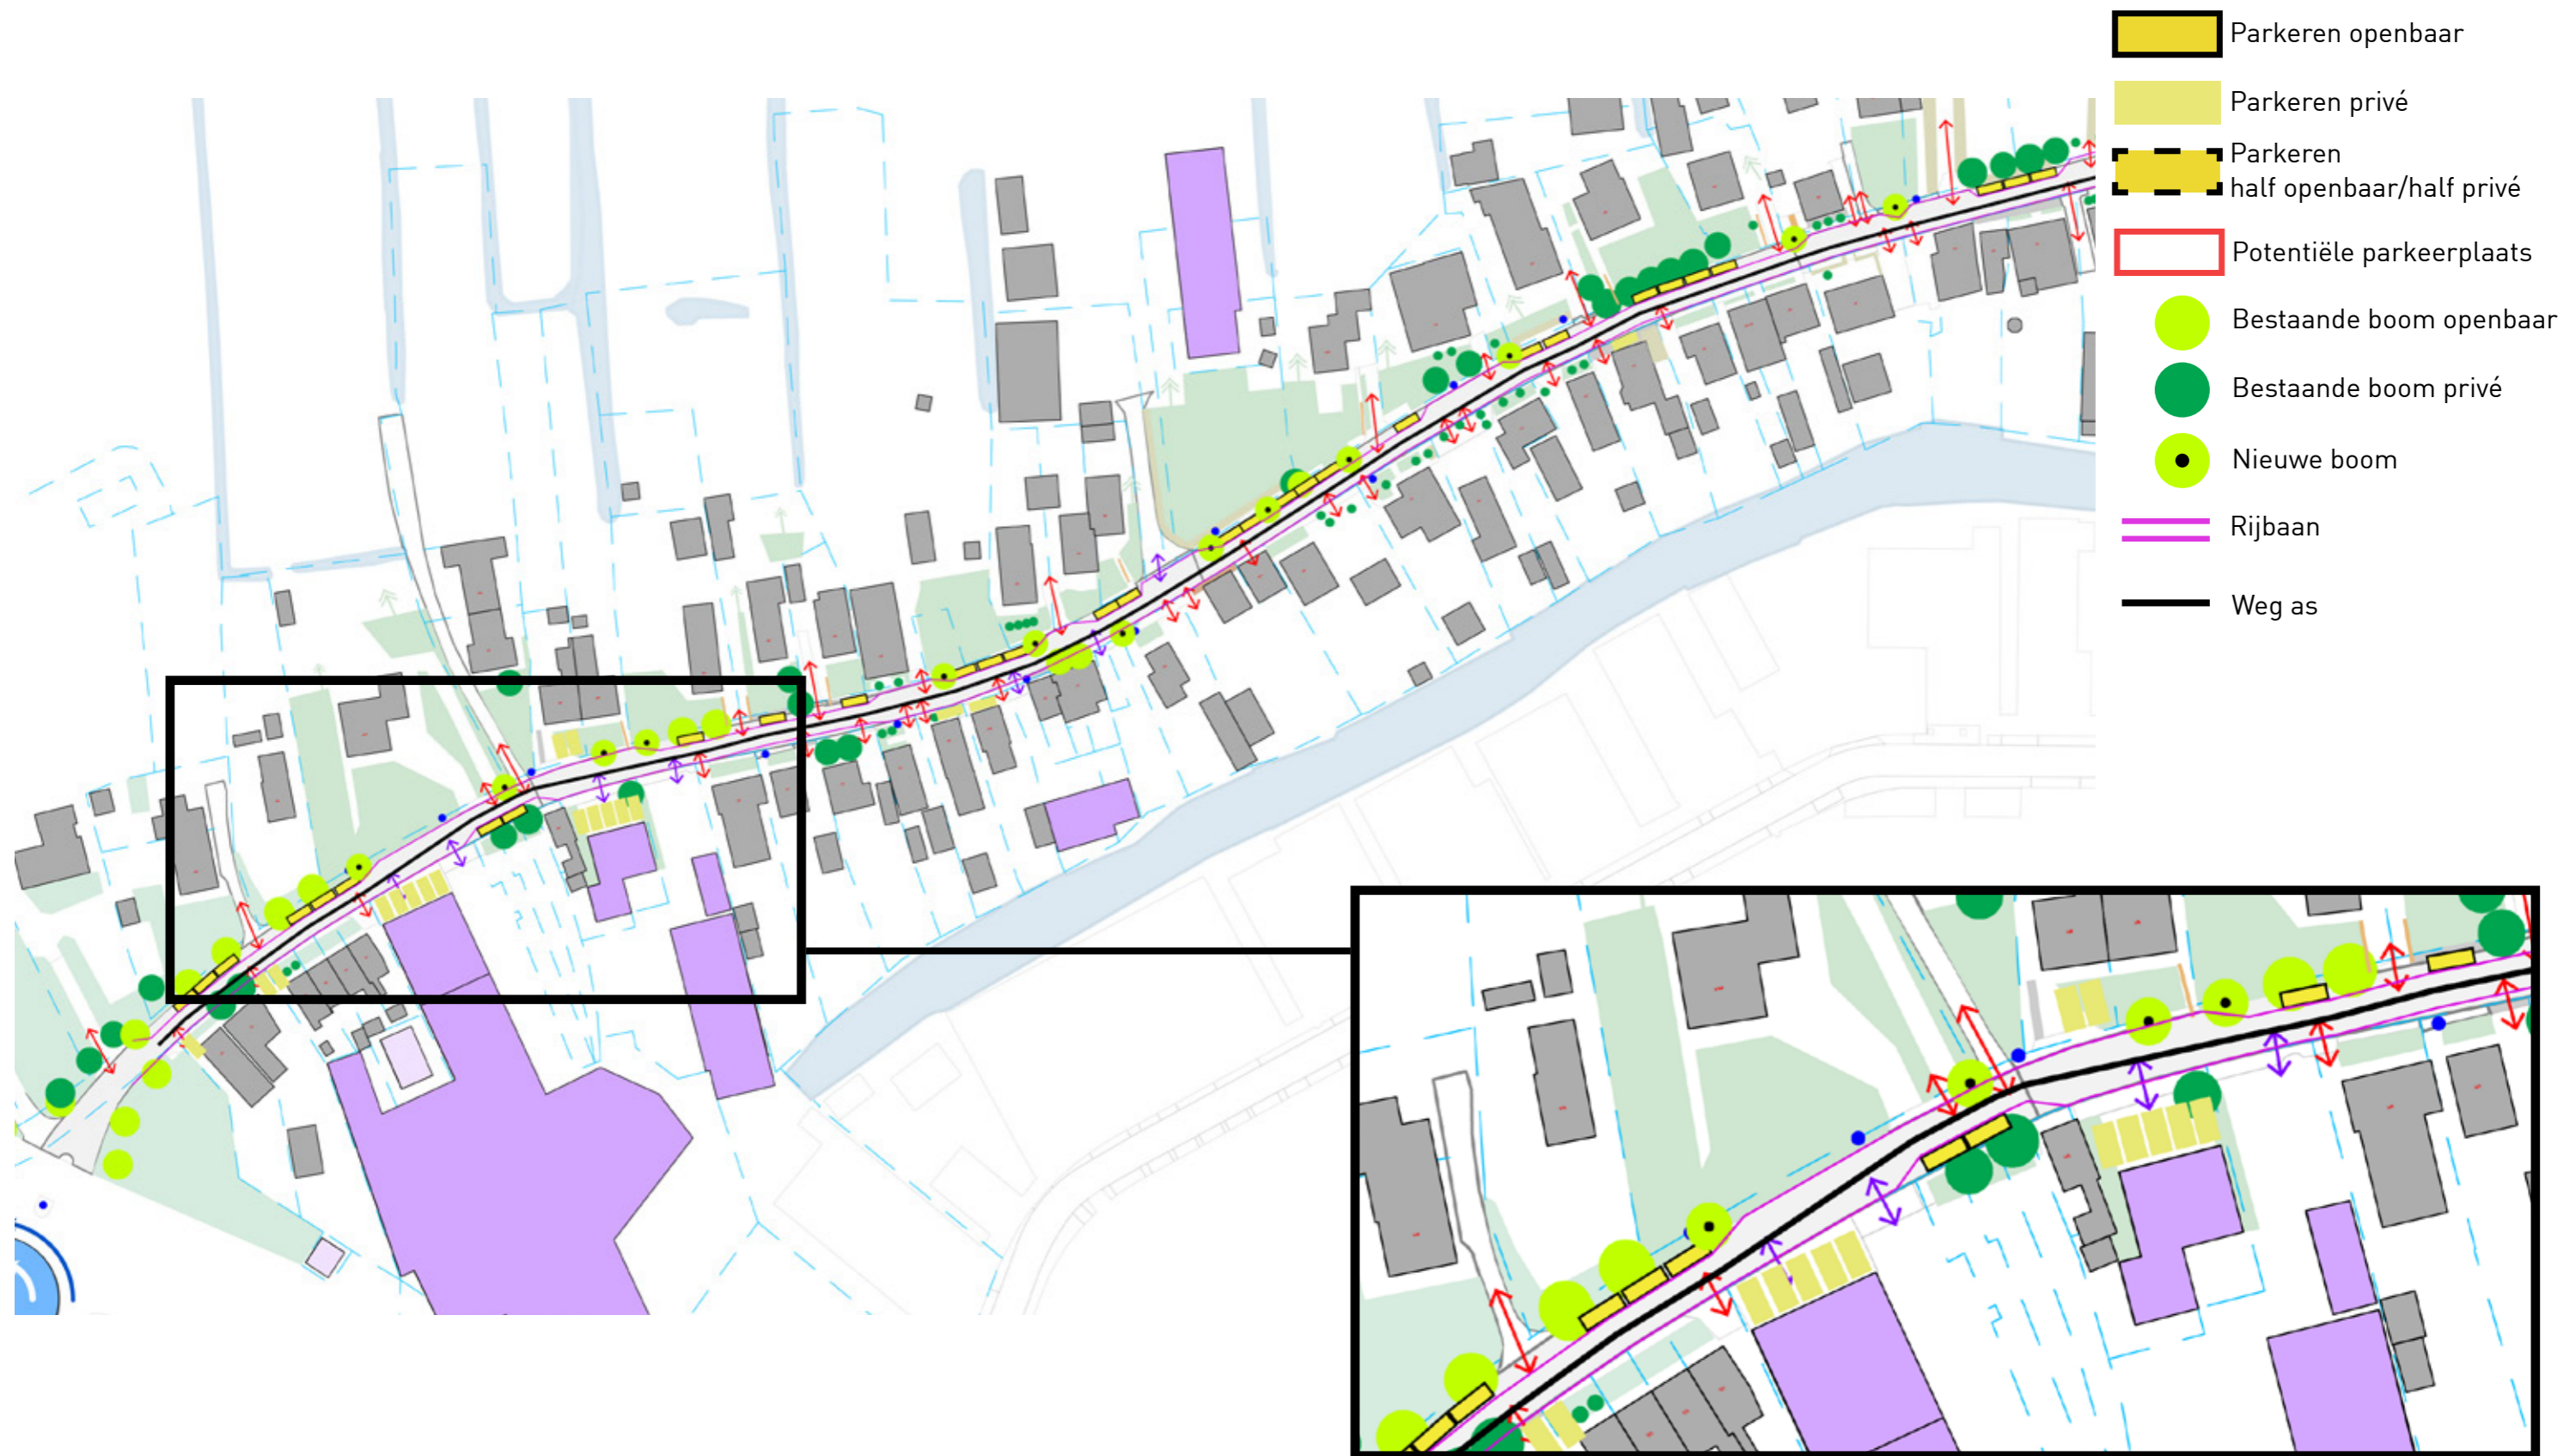 Parkeren openbaar
Parkeren privé
Parkeren
half openbaar/half privé
Potentiële parkeerplaats
Bestaande boom openbaar
Bestaande boom privé
Nieuwe boom
Rijbaan
Weg as